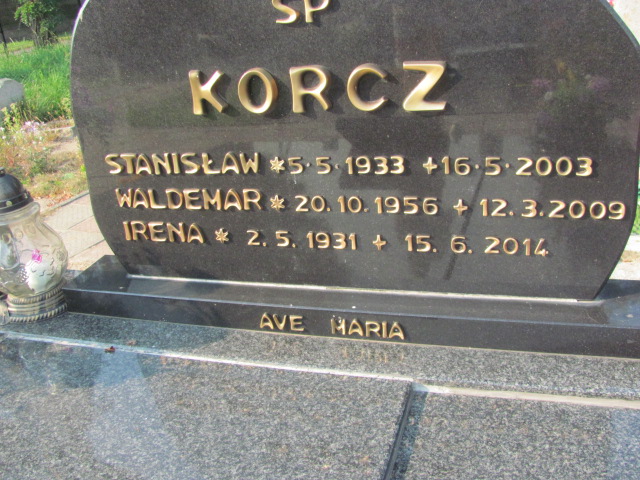 ŚP
KORCZ
STANISŁAW * 5·5·1933 + 16·5·2003
WALDEMAR * 20.10.1956 + 12.3.2009
IRENA * 2.5.1931 + 15.6.2014
AVE MARIA